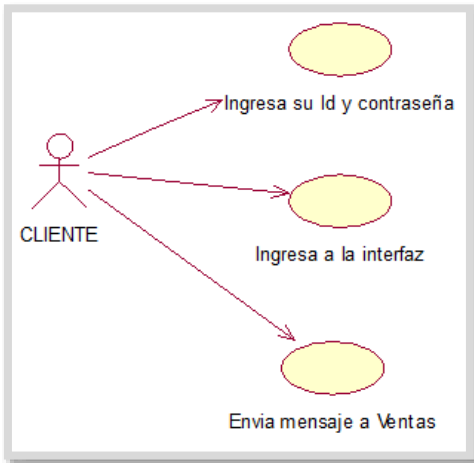 Ingresa su Id y contraseña
CLIENTE
Ingresa a la interfaz
Envia mensaje a Ventas